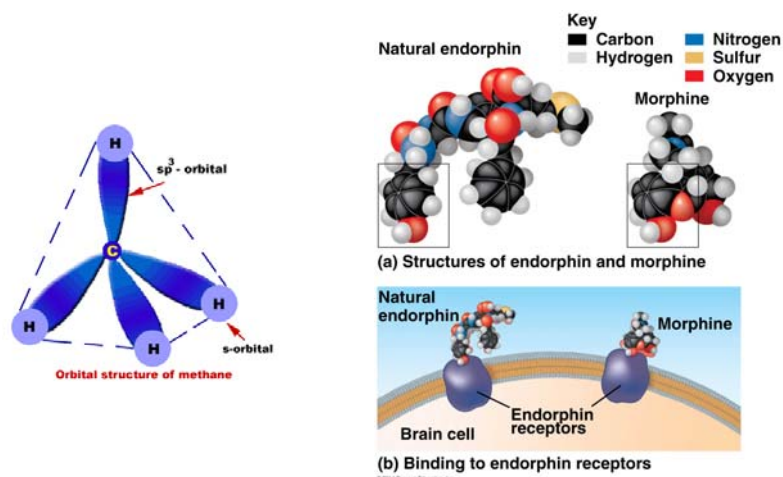 H
sp3 - orbital
C
H
H
H
s-orbital
Orbital structure of methane
Key
Carbon
Hydrogen
Nitrogen
Sulfur
Oxygen
Natural endorphin
Morphine
(a) Structures of endorphin and morphine
Natural
endorphin
Morphine
Endorphin
receptors
Brain cell
(b) Binding to endorphin receptors